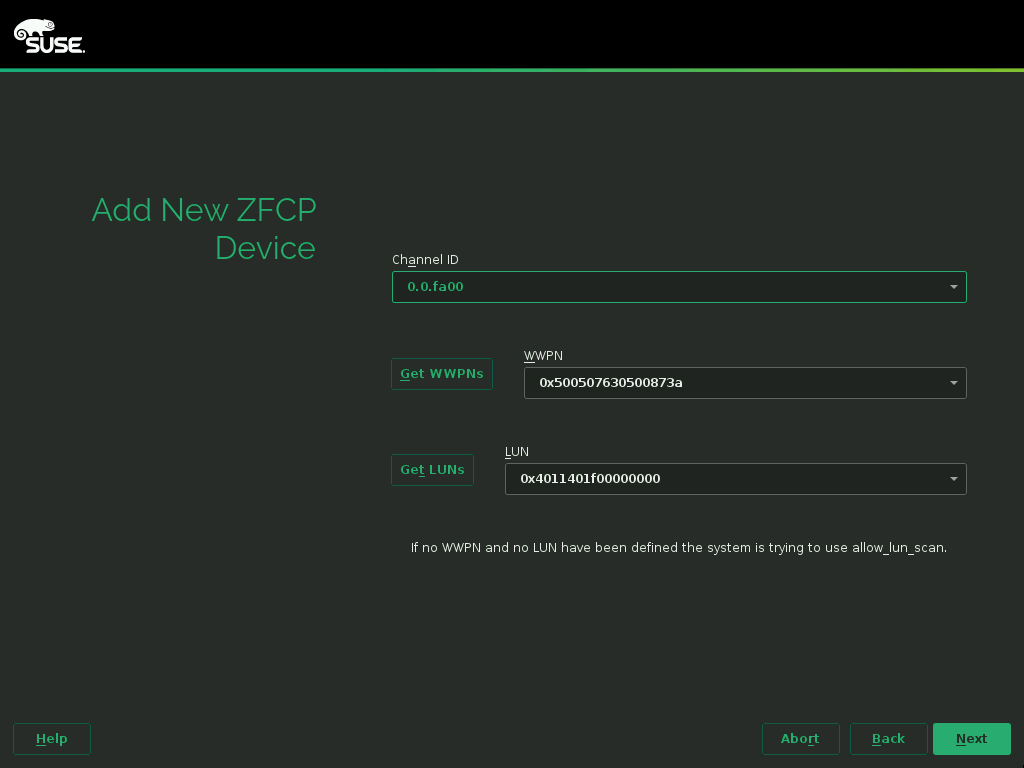 SUSE.
Add New ZFCP
Device
Channel ID
0.0.fa00
Get WWPNs
WWPN
0x500507630500873a
Get LUNs
LUN
0x4011401f00000000
If no WWPN and no LUN have been defined the system is trying to use allow_lun_scan.
Help
Abort
Back
Next